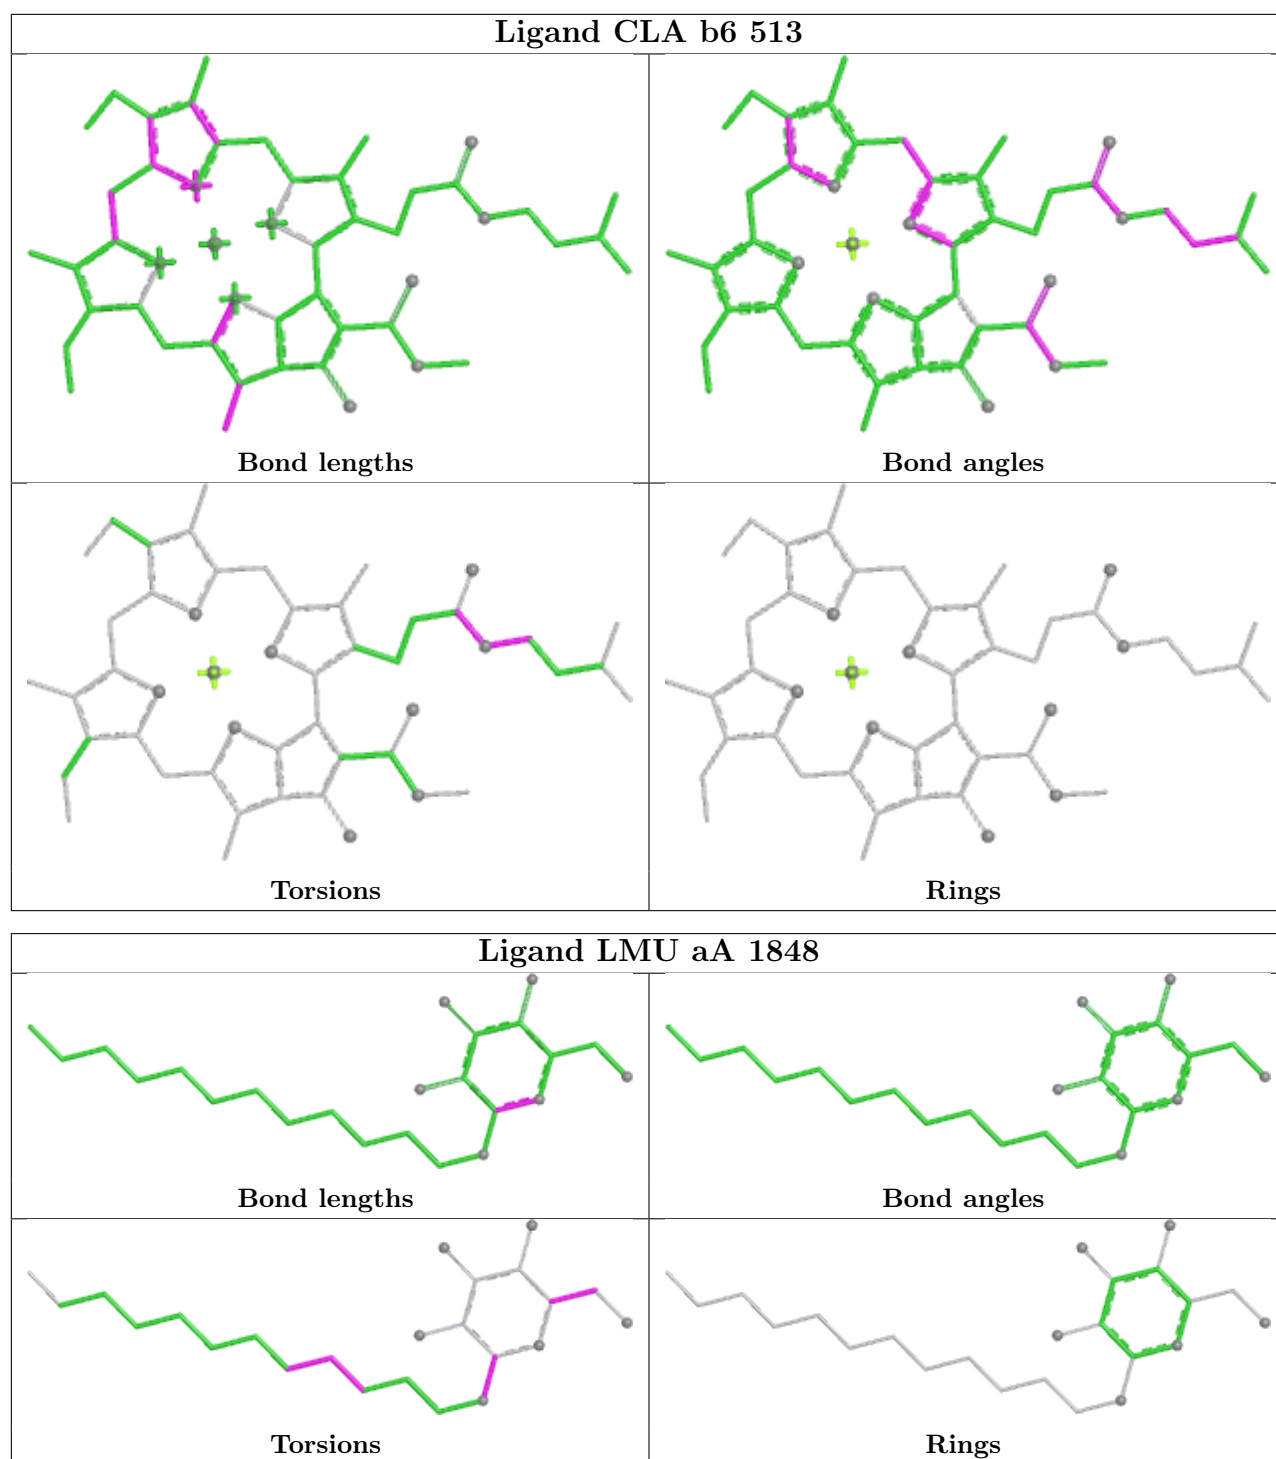 Ligand CLA b6 513
Bond lengths
Bond angles
Torsions
Rings
Ligand LMU aA 1848
Bond lengths
Bond angles
Torsions
Rings